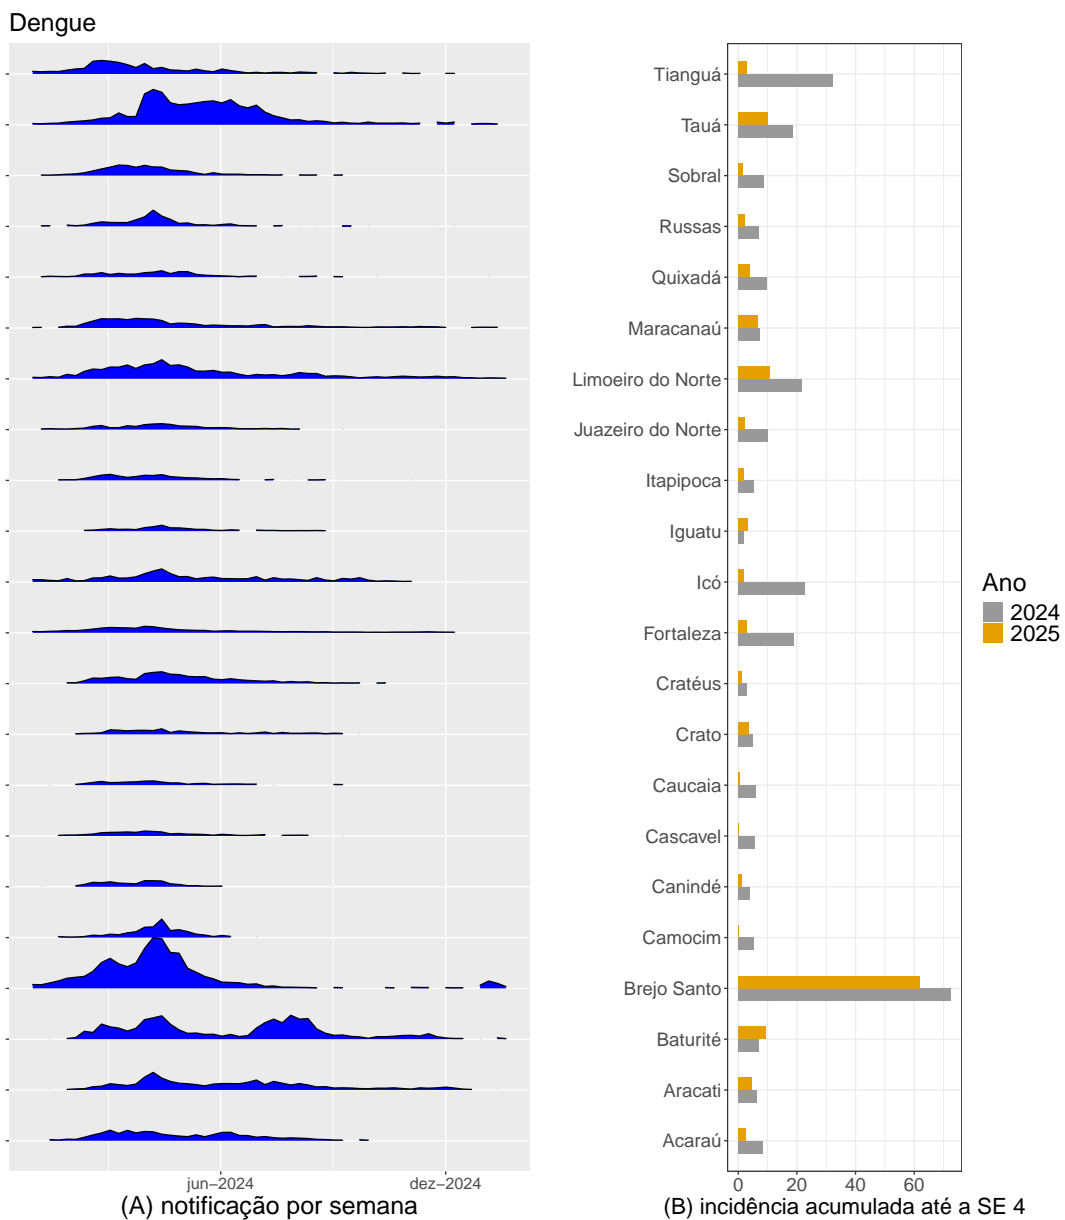 Dengue
Tianguá
Tauá
Sobral
Russas
Quixadá
Maracanaú
Limoeiro do Norte
Juazeiro do Norte
Itapipoca
Iguatu
Icó
Fortaleza
Cratéus
Crato
Caucaia
Cascavel
Canindé
Camocim
Brejo Santo
Baturité
Aracati
Acaraú
Ano
2024
2025
jun−2024 dez−2024
0 20 40 60
(A) notificação por semana
(B) incidência acumulada até a SE 4